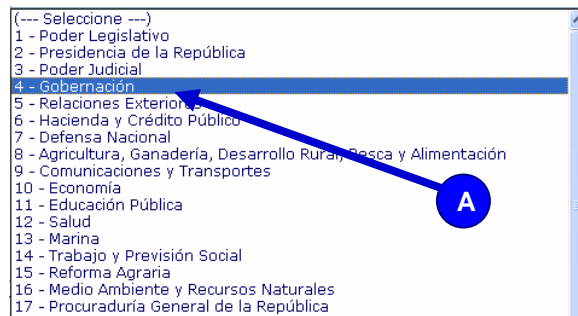 (--- Seleccione ---)
1 - Poder Legislativo
2 - Presidencia de la República
3 - Poder Judicial
4 - Gobernación
5 - Relaciones Exteriores
6 - Hacienda y Crédito Público
7 - Defensa Nacional
8 - Agricultura, Ganadería, Desarrollo Rural, Pesca y Alimentación
9 - Comunicaciones y Transportes
10 - Economía
11 - Educación Pública
A
12 - Salud
13 - Marina
14 - Trabajo y Previsión Social
15 - Reforma Agraria
16 - Medio Ambiente y Recursos Naturales
17 - Procuraduría General de la República